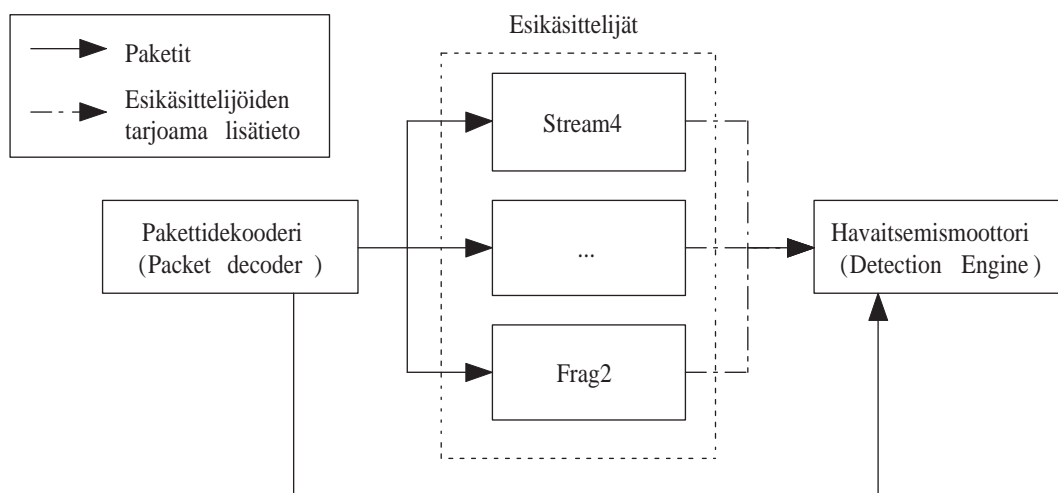 Esikäsittelijät
Paketit
Esikäsittelijöiden
tarjoama lisätieto
Stream4
Pakettidekooderi
(Packet decoder )
...
Havaitsemismoottori
(Detection Engine )
Frag2